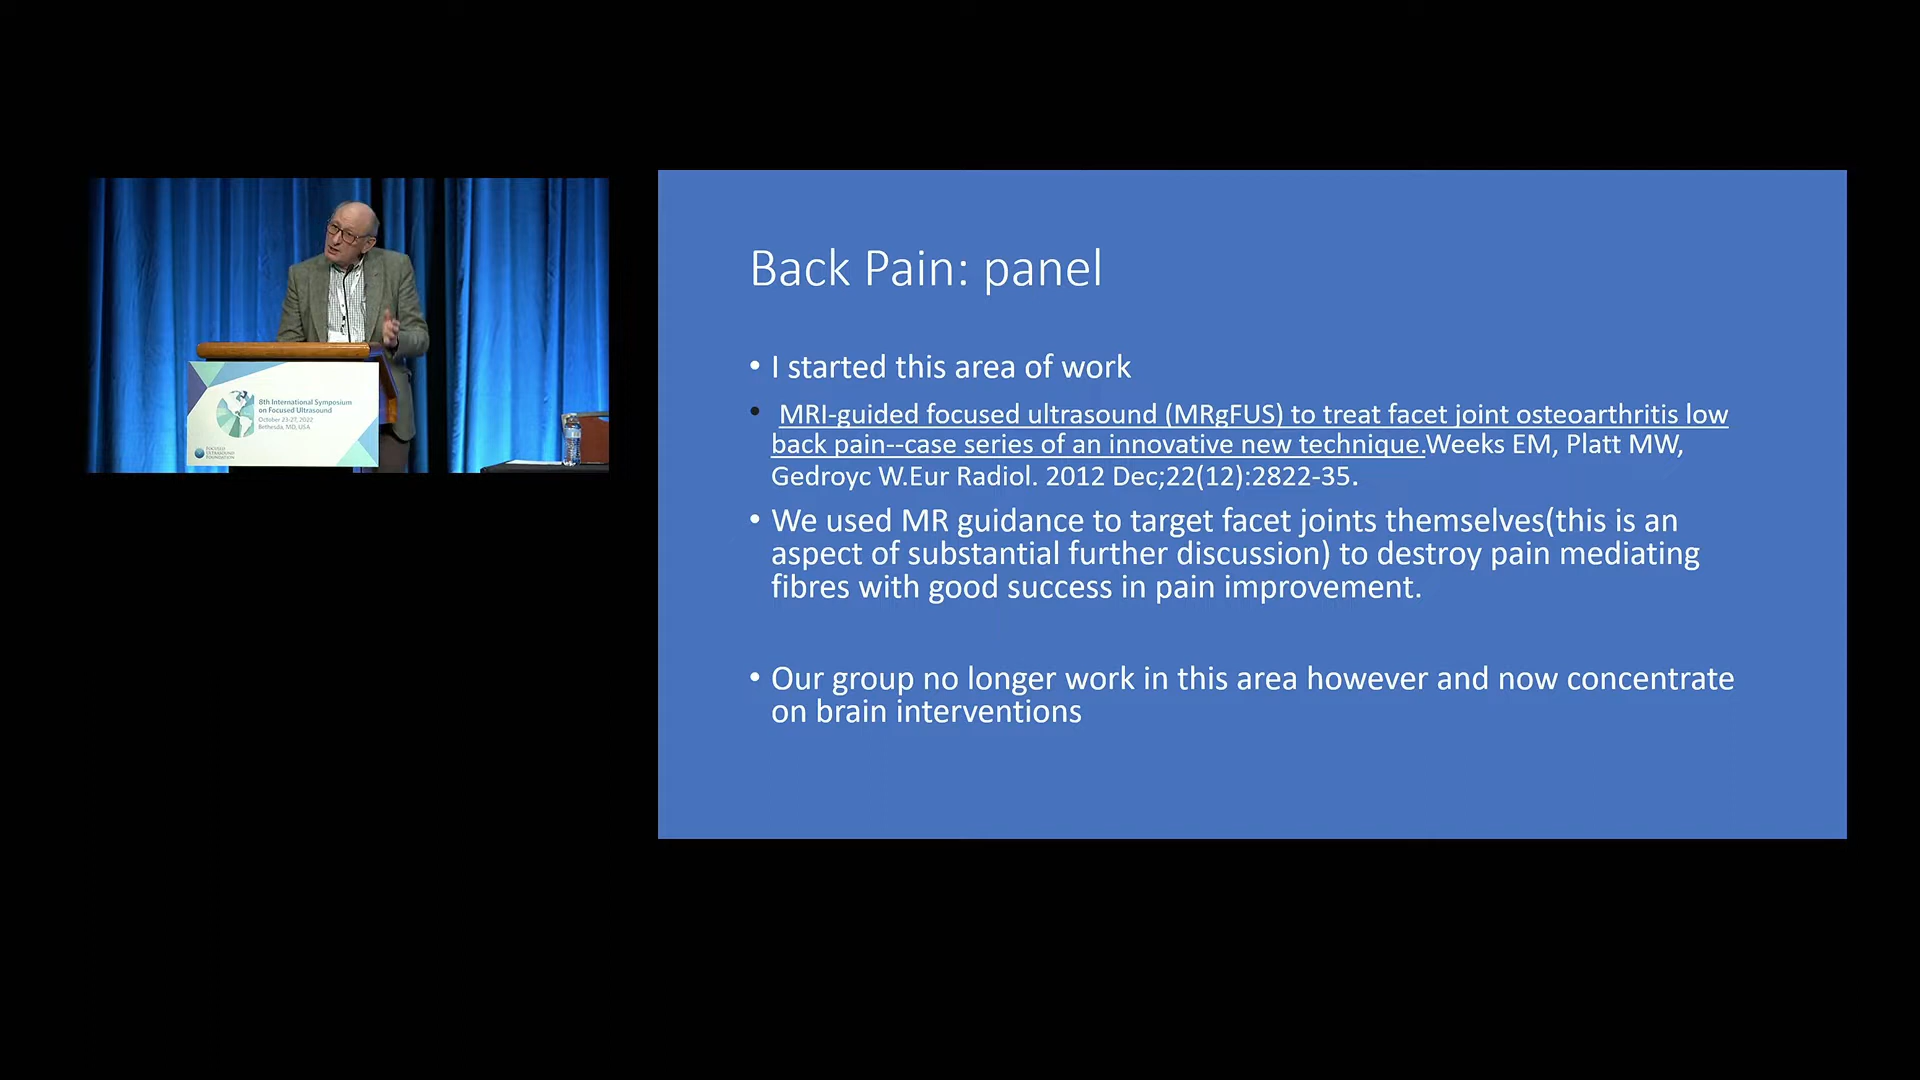 8th International Symposium
on Focused Ultrasound
October 23-27, 2022
Bethesda, MD, USA
FOCUSED
ULTRASOUND
FOUNDATION
Back Pain: panel
• I started this area of work
• MRI-guided focused ultrasound (MRgFUS) to treat facet joint osteoarthritis low
back pain--case series of an innovative new technique.Weeks EM, Platt MW,
Gedroyc W.Eur Radiol. 2012 Dec;22(12):2822-35.
• We used MR guidance to target facet joints themselves(this is an
aspect of substantial further discussion) to destroy pain mediating
fibres with good success in pain improvement.
• Our group no longer work in this area however and now concentrate
on brain interventions